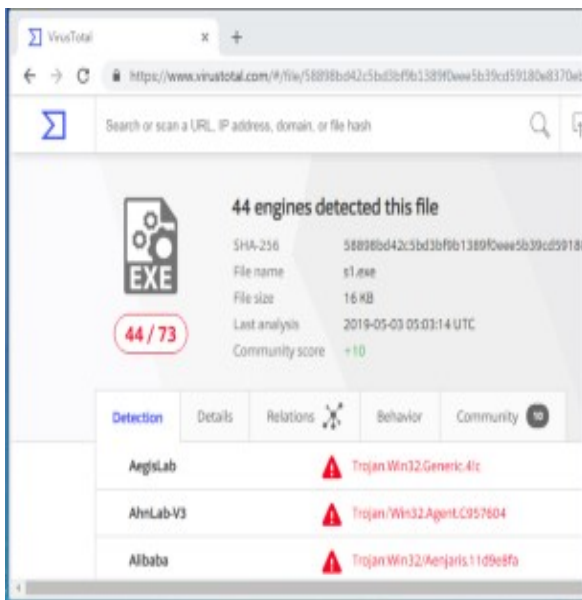 VirusTotal
https://www.virustotal.com/#/file/58898bd42c5bd3bf9b1389f0eee5b39cd59180e8370eb
Search or scan a URL, IP address, domain, or file hash
44 engines detected this file
EXE
44 / 73
SHA-256 58898bd42c5bd3bf9b1389f0eee5b39cd5918
File name s1.exe
File size 16 KB
Last analysis 2019-05-03 05:03:14 UTC
Community score +10
Detection Details Relations Behavior Community 10
AegisLab Trojan.Win32.Generic.4!c
AhnLab-V3 Trojan/Win32.Agent.C957604
Alibaba Trojan:Win32/Aenjaris.11d9e8fa